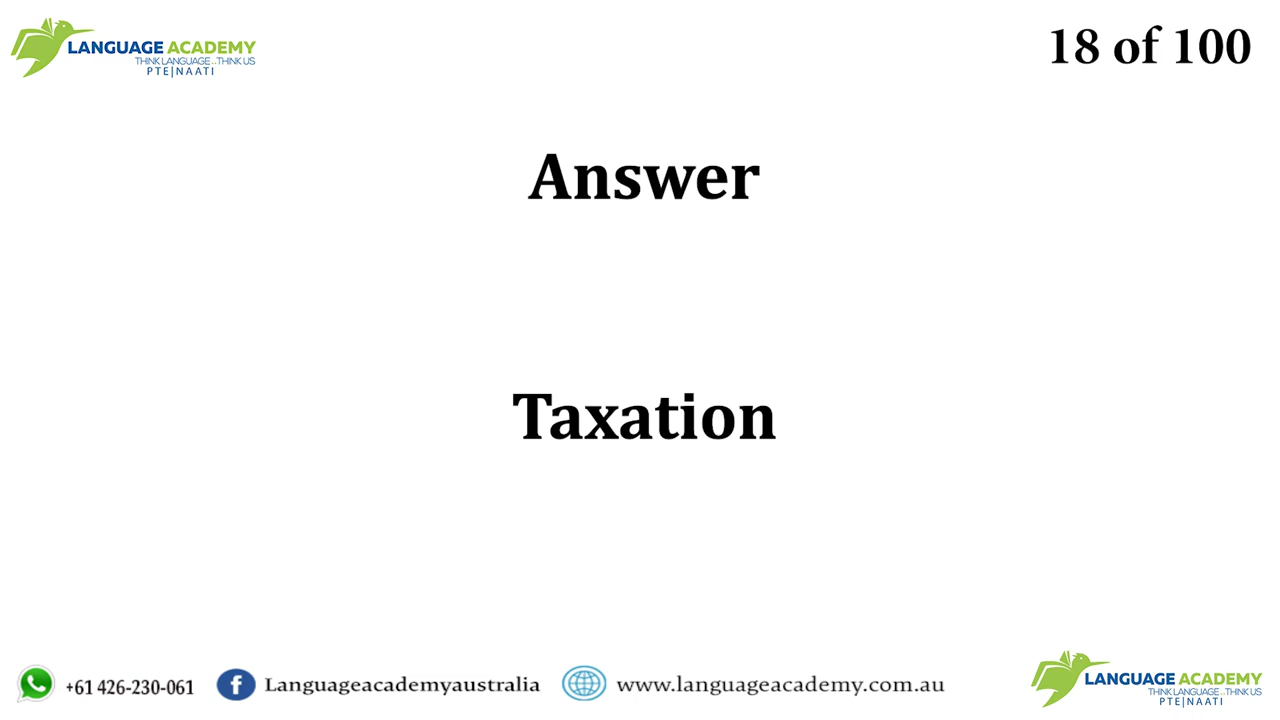 LANGUAGE ACADEMY
THINK LANGUAGE...THINK US
PTE|NAATI
18 of 100
Answer
Taxation
+61 426-230-061
Languageacademyaustralia
www.languageacademy.com.au
LANGUAGE ACADEMY
THINK LANGUAGE...THINK US
PTE|NAATI